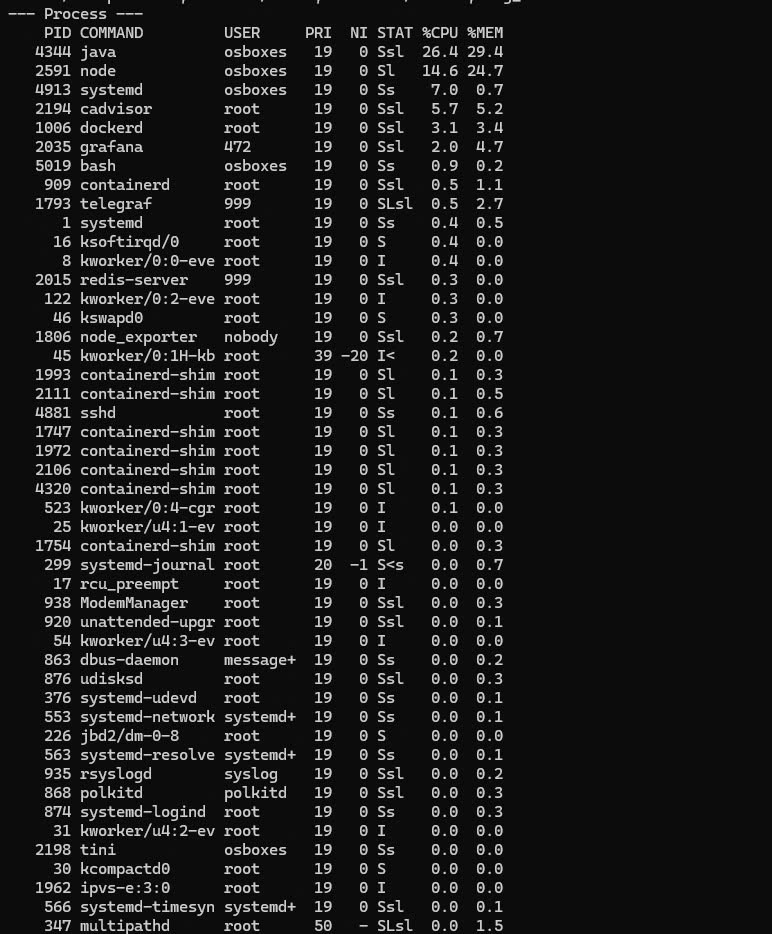 --- Process ---
    PID COMMAND         USER     PRI  NI STAT %CPU %MEM
   4344 java            osboxes   19   0 Ssl  26.4 29.4
   2591 node            osboxes   19   0 Sl   14.6 24.7
   4913 systemd         osboxes   19   0 Ss    7.0  0.7
   2194 cadvisor        root      19   0 Ssl   5.7  5.2
   1006 dockerd         root      19   0 Ssl   3.1  3.4
   2035 grafana         472       19   0 Ssl   2.0  4.7
   5019 bash            osboxes   19   0 Ss    0.9  0.2
    909 containerd      root      19   0 Ssl   0.5  1.1
   1793 telegraf        999       19   0 SLsl  0.5  2.7
      1 systemd         root      19   0 Ss    0.4  0.5
     16 ksoftirqd/0     root      19   0 S     0.4  0.0
      8 kworker/0:0-eve root      19   0 I     0.4  0.0
   2015 redis-server    999       19   0 Ssl   0.3  0.0
    122 kworker/0:2-eve root      19   0 I     0.3  0.0
     46 kswapd0         root      19   0 S     0.3  0.0
   1806 node_exporter   nobody    19   0 Ssl   0.2  0.7
     45 kworker/0:1H-kb root      39 -20 I<    0.2  0.0
   1993 containerd-shim root      19   0 Sl    0.1  0.3
   2111 containerd-shim root      19   0 Sl    0.1  0.5
   4881 sshd            root      19   0 Ss    0.1  0.6
   1747 containerd-shim root      19   0 Sl    0.1  0.3
   1972 containerd-shim root      19   0 Sl    0.1  0.3
   2106 containerd-shim root      19   0 Sl    0.1  0.3
   4320 containerd-shim root      19   0 Sl    0.1  0.3
    523 kworker/0:4-cgr root      19   0 I     0.1  0.0
     25 kworker/u4:1-ev root      19   0 I     0.0  0.0
   1754 containerd-shim root      19   0 Sl    0.0  0.3
    299 systemd-journal root      20  -1 S<s   0.0  0.7
     17 rcu_preempt     root      19   0 I     0.0  0.0
    938 ModemManager    root      19   0 Ssl   0.0  0.3
    920 unattended-upgr root      19   0 Ssl   0.0  0.1
     54 kworker/u4:3-ev root      19   0 I     0.0  0.0
    863 dbus-daemon     message+  19   0 Ss    0.0  0.2
    876 udisksd         root      19   0 Ssl   0.0  0.3
    376 systemd-udevd   root      19   0 Ss    0.0  0.1
    553 systemd-network systemd+  19   0 Ss    0.0  0.1
    226 jbd2/dm-0-8     root      19   0 S     0.0  0.0
    563 systemd-resolve systemd+  19   0 Ss    0.0  0.1
    935 rsyslogd        syslog    19   0 Ssl   0.0  0.2
    868 polkitd         polkitd   19   0 Ssl   0.0  0.3
    874 systemd-logind  root      19   0 Ss    0.0  0.3
     31 kworker/u4:2-ev root      19   0 I     0.0  0.0
   2198 tini            osboxes   19   0 Ss    0.0  0.0
     30 kcompactd0      root      19   0 S     0.0  0.0
   1962 ipvs-e:3:0      root      19   0 I     0.0  0.0
    566 systemd-timesyn systemd+  19   0 Ssl   0.0  0.1
    347 multipathd      root      50   - SLsl  0.0  1.5